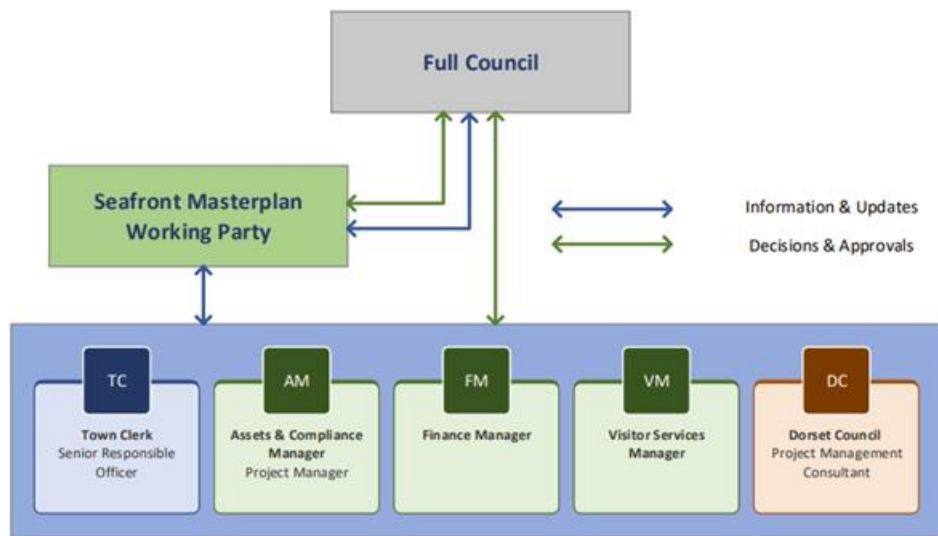 Full Council
Seafront Masterplan
Working Party
Information & Updates
Decisions & Approvals
TC
Town Clerk
Senior Responsible
Officer
AM
Assets & Compliance
Manager
Project Manager
FM
Finance Manager
VM
Visitor Services
Manager
DC
Dorset Council
Project Management
Consultant